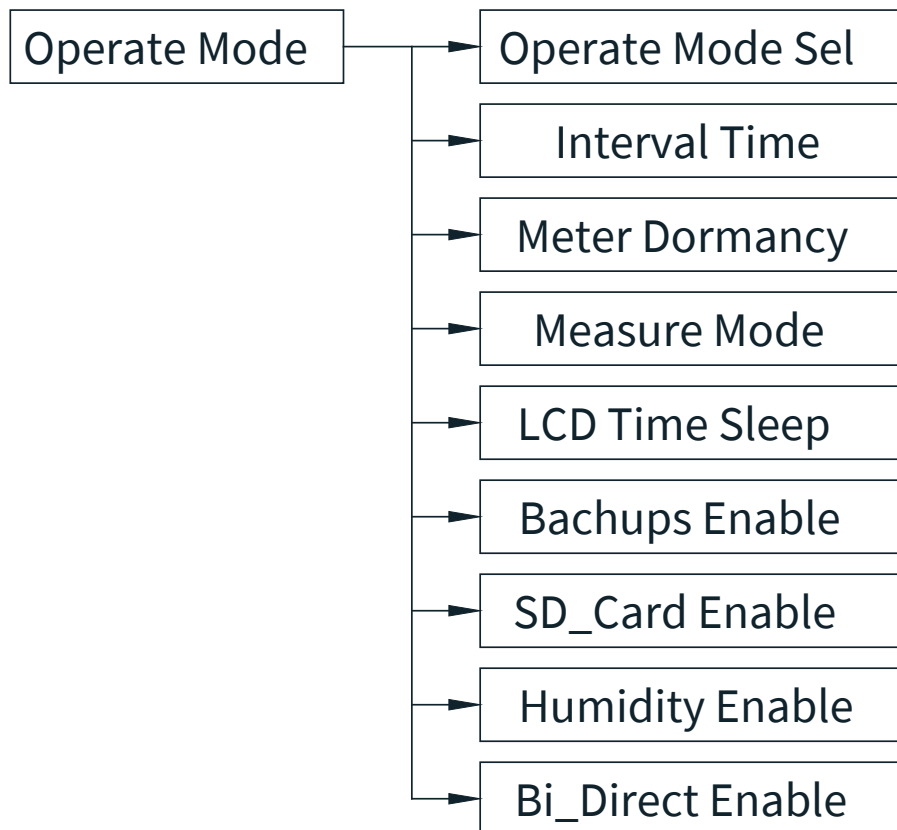 Operate Mode
Operate Mode Sel
Interval Time
Meter Dormancy
Measure Mode
LCD Time Sleep
Bachups Enable
SD_Card Enable
Humidity Enable
Bi_Direct Enable